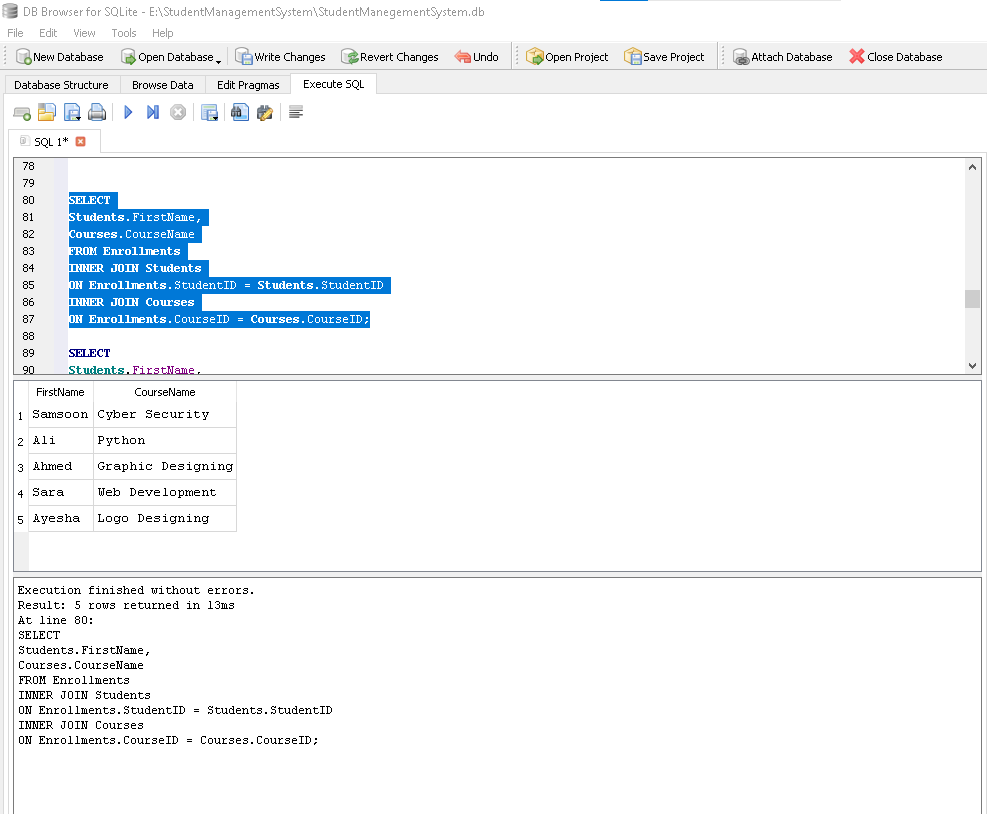 DB Browser for SQLite - E:\StudentManagementSystem\StudentManegementSystem.db
File Edit View Tools Help
New Database Open Database Write Changes Revert Changes Undo Open Project Save Project Attach Database Close Database
Database Structure Browse Data Edit Pragmas Execute SQL
SQL 1*
78
79
80 SELECT
81 Students.FirstName,
82 Courses.CourseName
83 FROM Enrollments
84 INNER JOIN Students
85 ON Enrollments.StudentID = Students.StudentID
86 INNER JOIN Courses
87 ON Enrollments.CourseID = Courses.CourseID;
88
89 SELECT
90 Students.FirstName,
FirstName CourseName
1 Samsoon Cyber Security
2 Ali Python
3 Ahmed Graphic Designing
4 Sara Web Development
5 Ayesha Logo Designing
Execution finished without errors.
Result: 5 rows returned in 13ms
At line 80:
SELECT
Students.FirstName,
Courses.CourseName
FROM Enrollments
INNER JOIN Students
ON Enrollments.StudentID = Students.StudentID
INNER JOIN Courses
ON Enrollments.CourseID = Courses.CourseID;